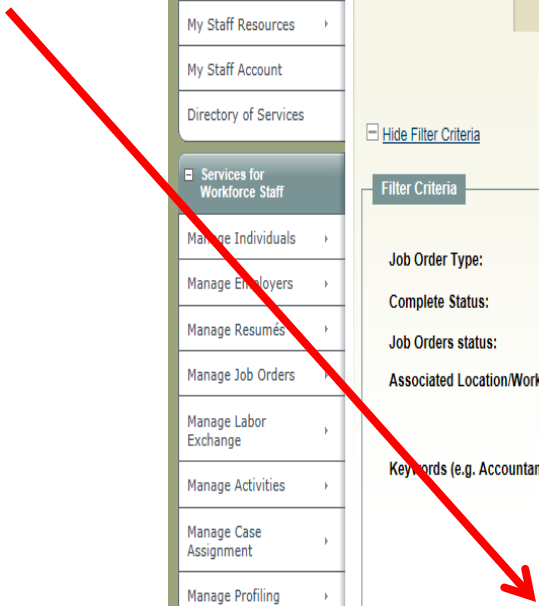 My Staff Resources
My Staff Account
Directory of Services
Services for
Workforce Staff
Manage Individuals
Manage Employers
Manage Resumés
Manage Job Orders
Manage Labor
Exchange
Manage Activities
Manage Case
Assignment
Manage Profiling
Hide Filter Criteria
Filter Criteria
Job Order Type:
Complete Status:
Job Orders status:
Associated Location/Work
Keywords (e.g. Accountan